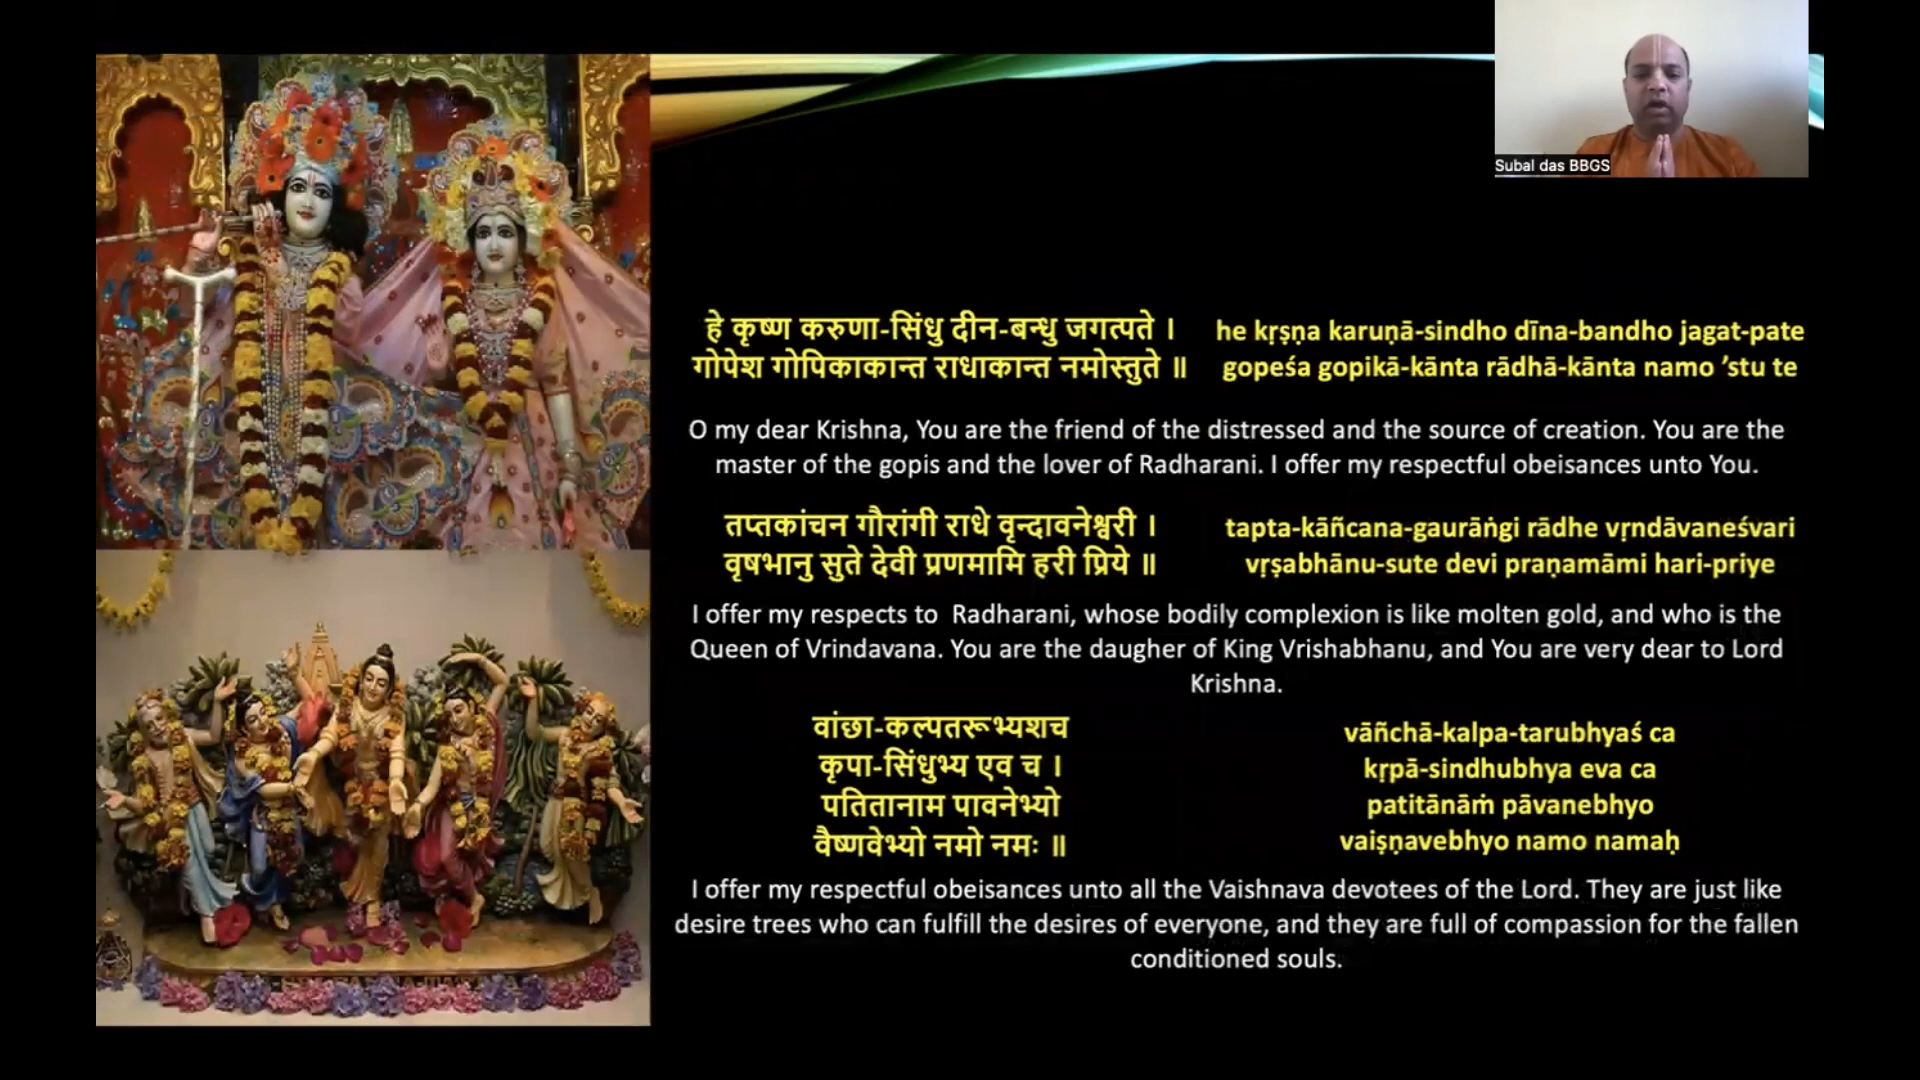 Subal das BBGS
हे कृष्ण करुणा-सिंधु दीन-बन्धु जगत्पते ।
गोपेश गोपिकाकान्त राधाकान्त नमोस्तुते ॥
he kṛṣṇa karuṇā-sindho dīna-bandho jagat-pate
gopeśa gopikā-kānta rādhā-kānta namo ’stu te
O my dear Krishna, You are the friend of the distressed and the source of creation. You are the
master of the gopis and the lover of Radharani. I offer my respectful obeisances unto You.
तप्तकांचन गौरांगी राधे वृन्दावनेश्वरी ।
वृषभानु सुते देवी प्रणमामि हरी प्रिये ॥
tapta-kāñcana-gaurāṅgi rādhe vṛndāvaneśvari
vṛṣabhānu-sute devi praṇamāmi hari-priye
I offer my respects to  Radharani, whose bodily complexion is like molten gold, and who is the
Queen of Vrindavana. You are the daugher of King Vrishabhanu, and You are very dear to Lord
Krishna.
वांछा-कल्पतरूभ्यशच
कृपा-सिंधुभ्य एव च ।
पतितानाम पावनेभ्यो
वैष्णवेभ्यो नमो नमः ॥
vāñchā-kalpa-tarubhyaś ca
kṛpā-sindhubhya eva ca
patitānāṁ pāvanebhyo
vaiṣṇavebhyo namo namaḥ
I offer my respectful obeisances unto all the Vaishnava devotees of the Lord. They are just like
desire trees who can fulfill the desires of everyone, and they are full of compassion for the fallen
conditioned souls.